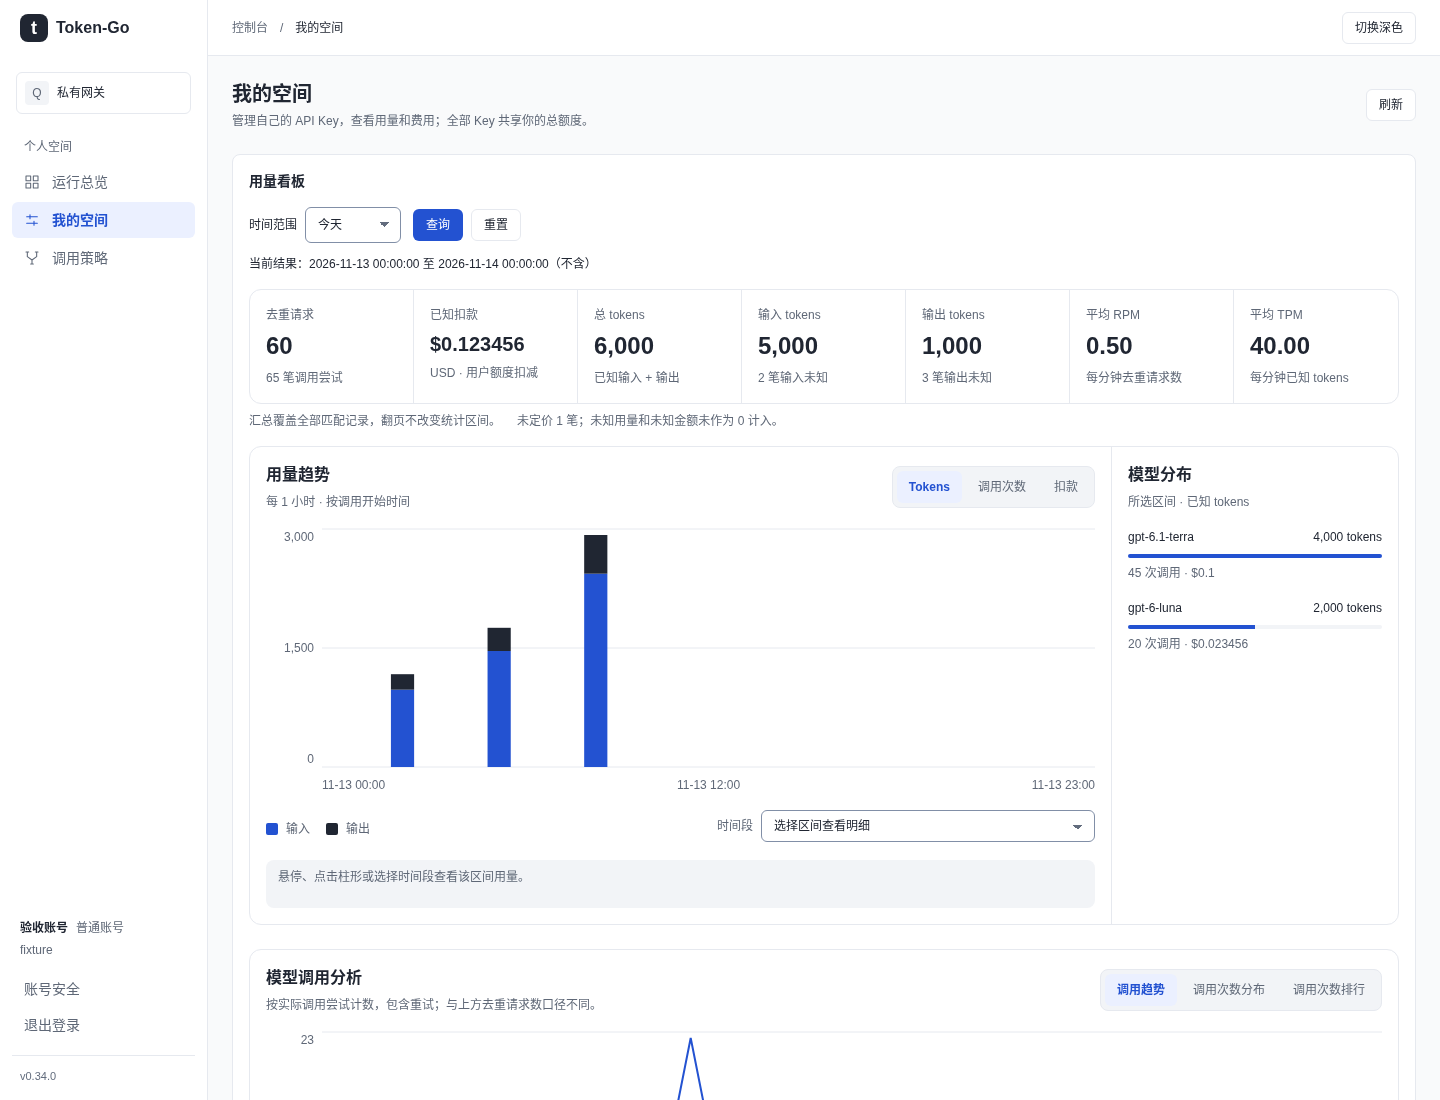 t Token-Go
Q 私有网关
个人空间
运行总览
我的空间
调用策略
验收账号 普通账号
fixture
账号安全
退出登录
v0.34.0
控制台 / 我的空间
切换深色
我的空间
管理自己的 API Key，查看用量和费用；全部 Key 共享你的总额度。
刷新
用量看板
时间范围 今天 查询 重置
当前结果：2026-11-13 00:00:00 至 2026-11-14 00:00:00（不含）
去重请求
60
65 笔调用尝试
已知扣款
$0.123456
USD · 用户额度扣减
总 tokens
6,000
已知输入 + 输出
输入 tokens
5,000
2 笔输入未知
输出 tokens
1,000
3 笔输出未知
平均 RPM
0.50
每分钟去重请求数
平均 TPM
40.00
每分钟已知 tokens
汇总覆盖全部匹配记录，翻页不改变统计区间。 未定价 1 笔；未知用量和未知金额未作为 0 计入。
用量趋势
每 1 小时 · 按调用开始时间
Tokens 调用次数 扣款
3,000
1,500
0
11-13 00:00 11-13 12:00 11-13 23:00
输入 输出
时间段 选择区间查看明细
悬停、点击柱形或选择时间段查看该区间用量。
模型分布
所选区间 · 已知 tokens
gpt-6.1-terra 4,000 tokens
45 次调用 · $0.1
gpt-6-luna 2,000 tokens
20 次调用 · $0.023456
模型调用分析
按实际调用尝试计数，包含重试；与上方去重请求数口径不同。
调用趋势 调用次数分布 调用次数排行
23